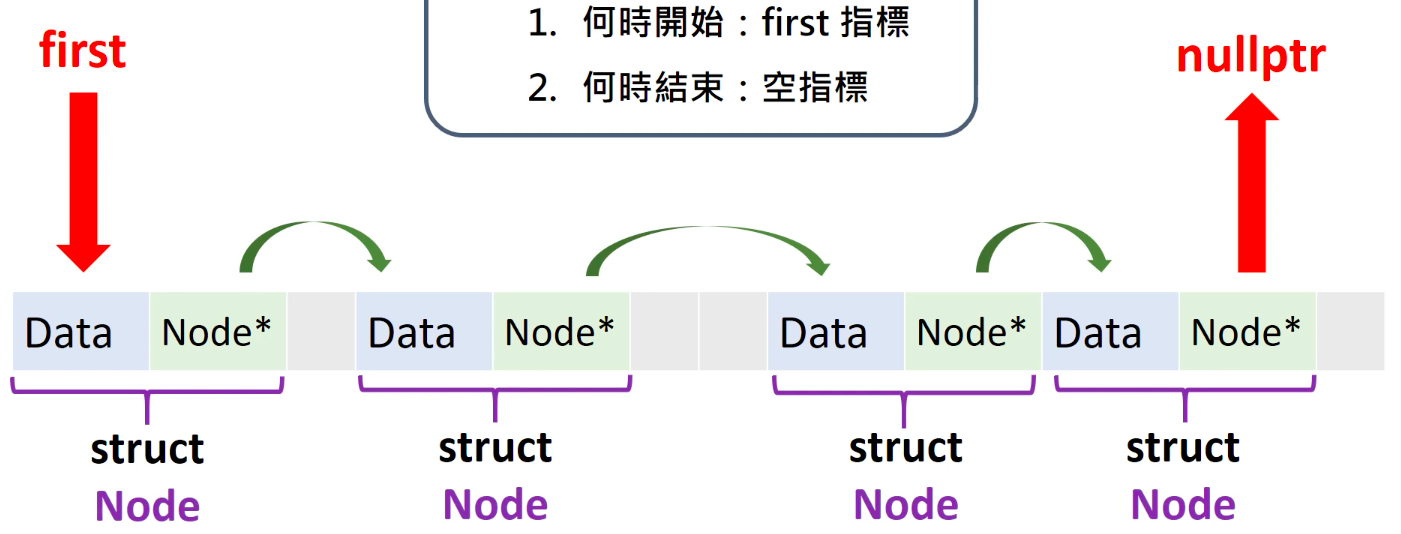 1. 何時開始：first 指標
2. 何時結束：空指標
first
nullptr
Data Node* Data Node* Data Node* Data Node*
struct struct struct struct
Node Node Node Node